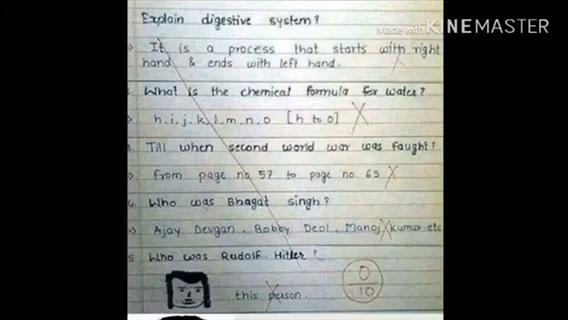 Made with KINEMASTER
Explain digestive system?
It is a process that starts with right
hand & ends with left hand.
What is the chemical formula for water?
h.i.j.k.l.m.n.o [h to o]
Till when second world war was faught?
From page no 57 to page no 65
Who was Bhagat singh?
Ajay Devgan, Bobby Deol, Manoj kumar etc
5 Who was Rudolf Hitler?
this person.
0
10